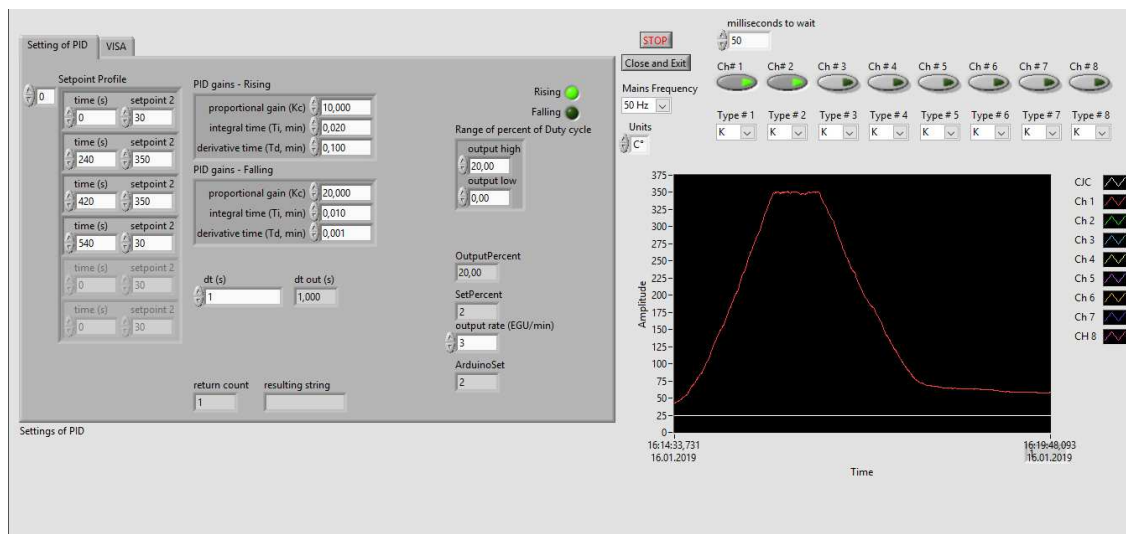 Setting of PID
VISA
Setpoint Profile
0
time (s) setpoint 2
0 30
time (s) setpoint 2
240 350
time (s) setpoint 2
420 350
time (s) setpoint 2
540 30
time (s) setpoint 2
0 30
time (s) setpoint 2
0 30
PID gains - Rising
proportional gain (Kc) 10,000
integral time (Ti, min) 0,020
derivative time (Td, min) 0,100
PID gains - Falling
proportional gain (Kc) 20,000
integral time (Ti, min) 0,010
derivative time (Td, min) 0,001
dt (s) dt out (s)
1 1,000
return count resulting string
1
Rising
Falling
Range of percent of Duty cycle
output high
20,00
output low
0,00
OutputPercent
20,00
SetPercent
2
output rate (EGU/min)
3
ArduinoSet
2
Settings of PID
STOP
Close and Exit
Mains Frequency
50 Hz
Units
C°
milliseconds to wait
50
Ch# 1 Ch# 2 Ch # 3 Ch # 4 Ch # 5 Ch # 6 Ch # 7 Ch # 8
Type # 1 Type # 2 Type # 3 Type # 4 Type # 5 Type # 6 Type # 7 Type # 8
K K K K K K K K
Amplitude
375
350
325
300
275
250
225
200
175
150
125
100
75
50
25
0
16:14:33,731 16:19:48,093
16.01.2019 16.01.2019
Time
CJC
Ch 1
Ch 2
Ch 3
Ch 4
Ch 5
Ch 6
Ch 7
CH 8